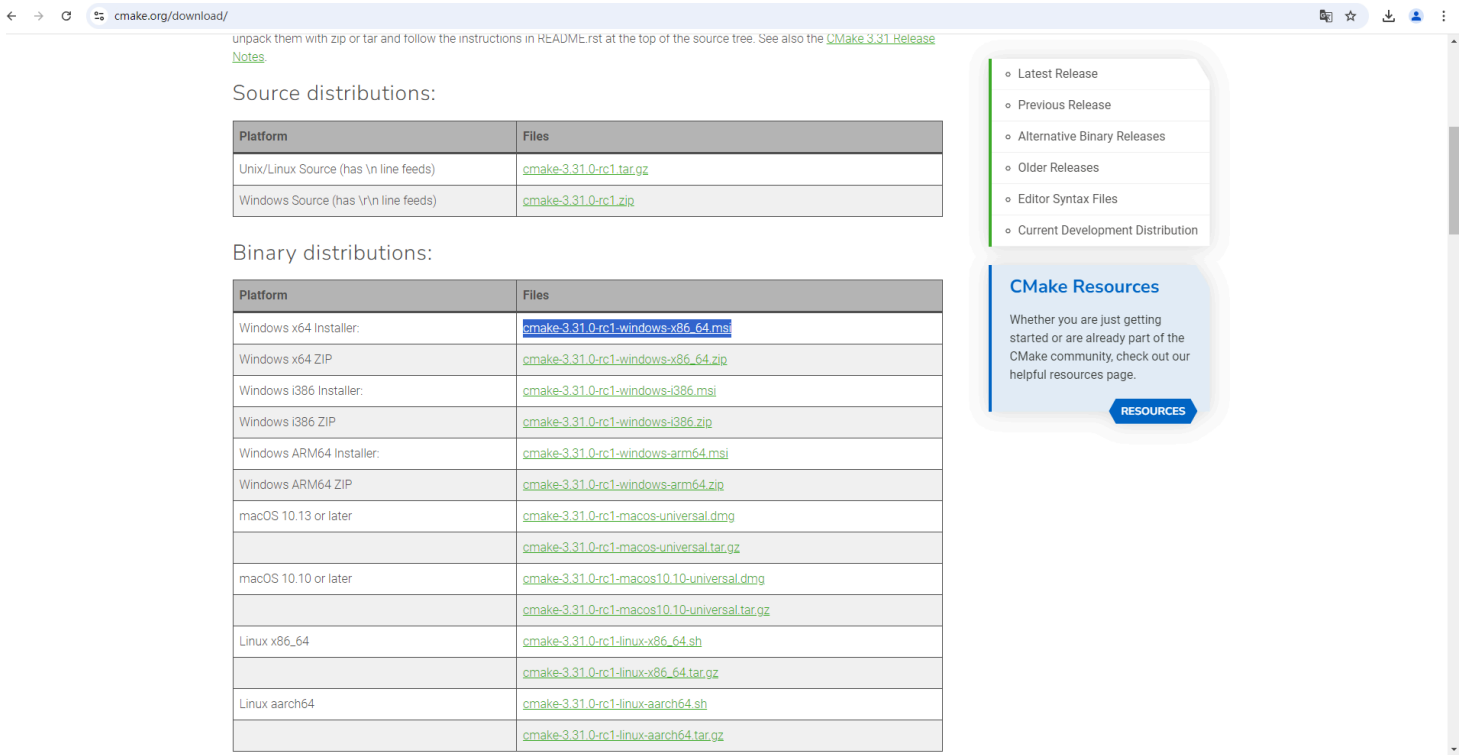 cmake.org/download/
unpack them with zip or tar and follow the instructions in README.rst at the top of the source tree. See also the CMake 3.31 Release
Notes.
Source distributions:
Platform Files
Unix/Linux Source (has \n line feeds) cmake-3.31.0-rc1.tar.gz
Windows Source (has \r\n line feeds) cmake-3.31.0-rc1.zip
Binary distributions:
Platform Files
Windows x64 Installer: cmake-3.31.0-rc1-windows-x86_64.msi
Windows x64 ZIP cmake-3.31.0-rc1-windows-x86_64.zip
Windows i386 Installer: cmake-3.31.0-rc1-windows-i386.msi
Windows i386 ZIP cmake-3.31.0-rc1-windows-i386.zip
Windows ARM64 Installer: cmake-3.31.0-rc1-windows-arm64.msi
Windows ARM64 ZIP cmake-3.31.0-rc1-windows-arm64.zip
macOS 10.13 or later cmake-3.31.0-rc1-macos-universal.dmg
cmake-3.31.0-rc1-macos-universal.tar.gz
macOS 10.10 or later cmake-3.31.0-rc1-macos10.10-universal.dmg
cmake-3.31.0-rc1-macos10.10-universal.tar.gz
Linux x86_64 cmake-3.31.0-rc1-linux-x86_64.sh
cmake-3.31.0-rc1-linux-x86_64.tar.gz
Linux aarch64 cmake-3.31.0-rc1-linux-aarch64.sh
cmake-3.31.0-rc1-linux-aarch64.tar.gz
Latest Release
Previous Release
Alternative Binary Releases
Older Releases
Editor Syntax Files
Current Development Distribution
CMake Resources
Whether you are just getting
started or are already part of the
CMake community, check out our
helpful resources page.
RESOURCES